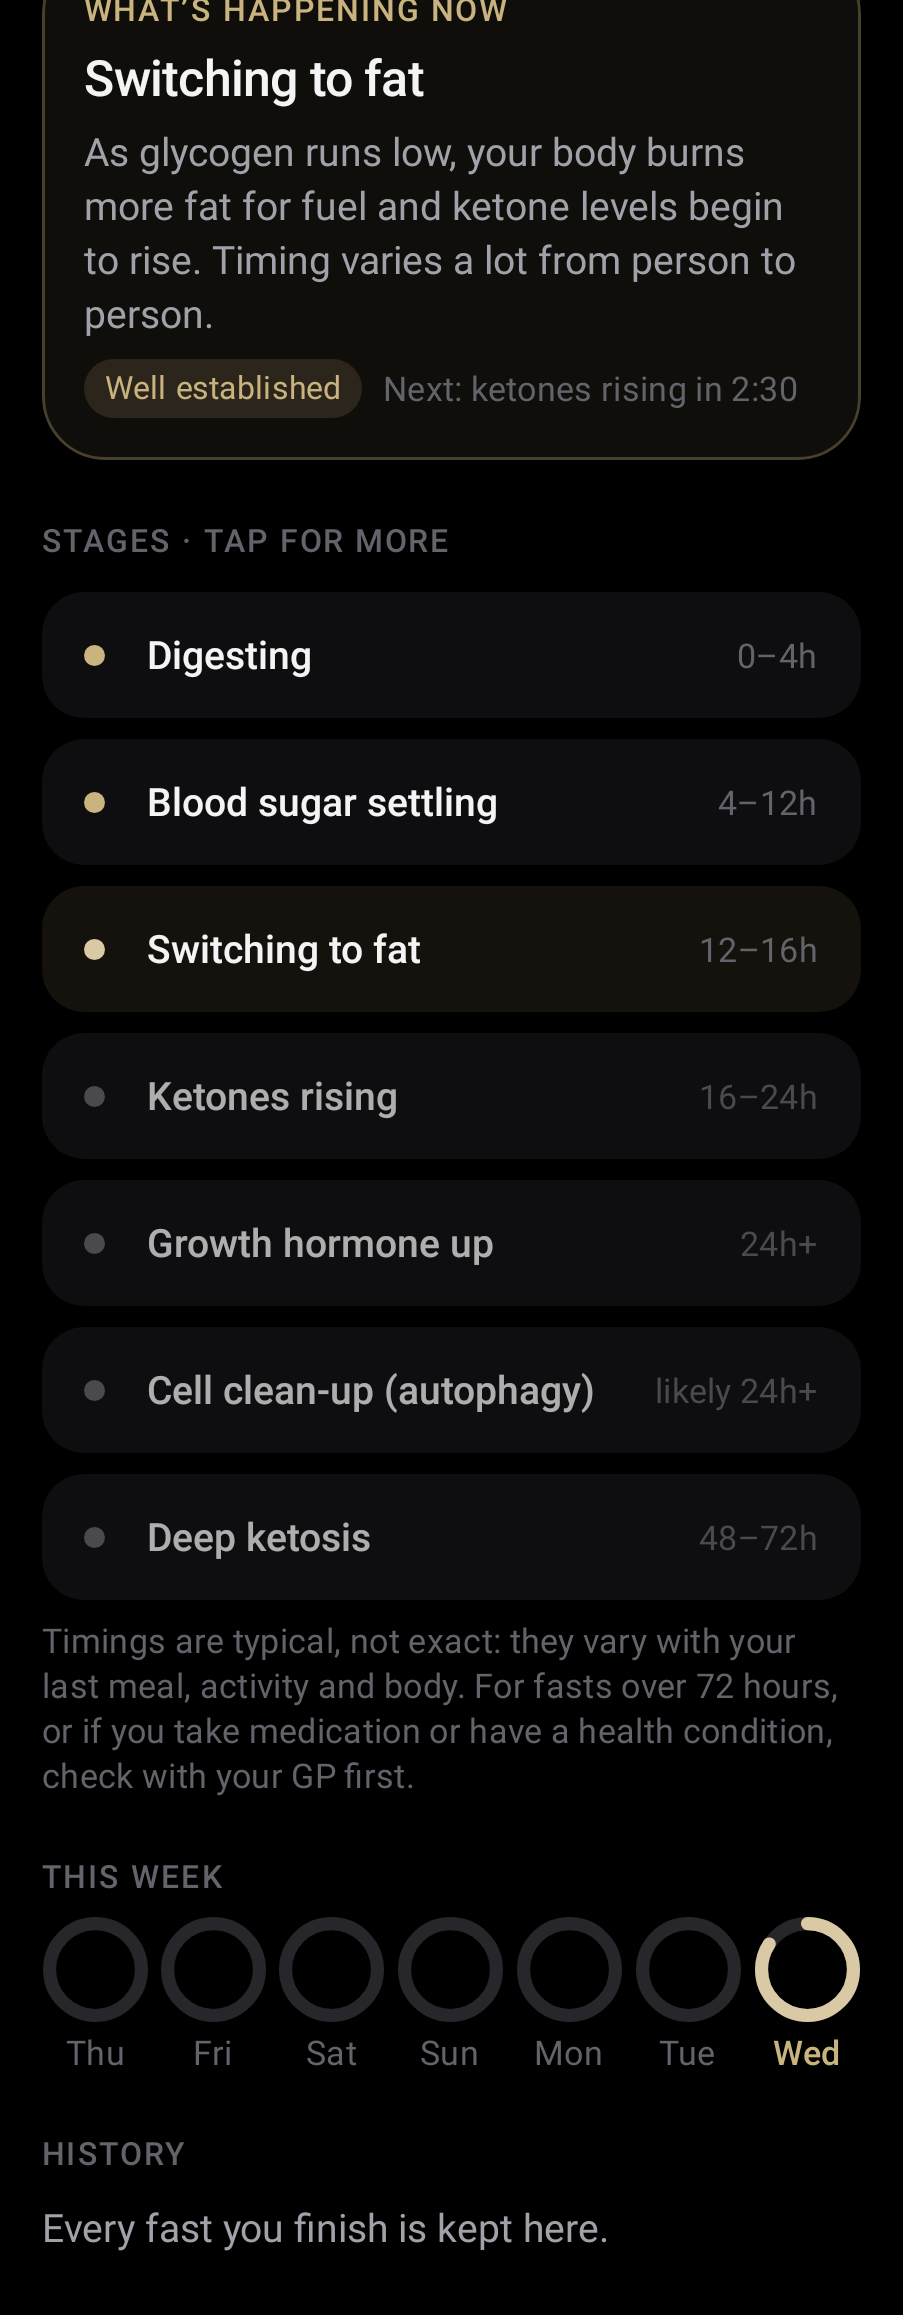 WHAT'S HAPPENING NOW
Switching to fat
As glycogen runs low, your body burns
more fat for fuel and ketone levels begin
to rise. Timing varies a lot from person to
person.
Well established Next: ketones rising in 2:30
STAGES · TAP FOR MORE
Digesting 0–4h
Blood sugar settling 4–12h
Switching to fat 12–16h
Ketones rising 16–24h
Growth hormone up 24h+
Cell clean-up (autophagy) likely 24h+
Deep ketosis 48–72h
Timings are typical, not exact: they vary with your
last meal, activity and body. For fasts over 72 hours,
or if you take medication or have a health condition,
check with your GP first.
THIS WEEK
Thu Fri Sat Sun Mon Tue Wed
HISTORY
Every fast you finish is kept here.